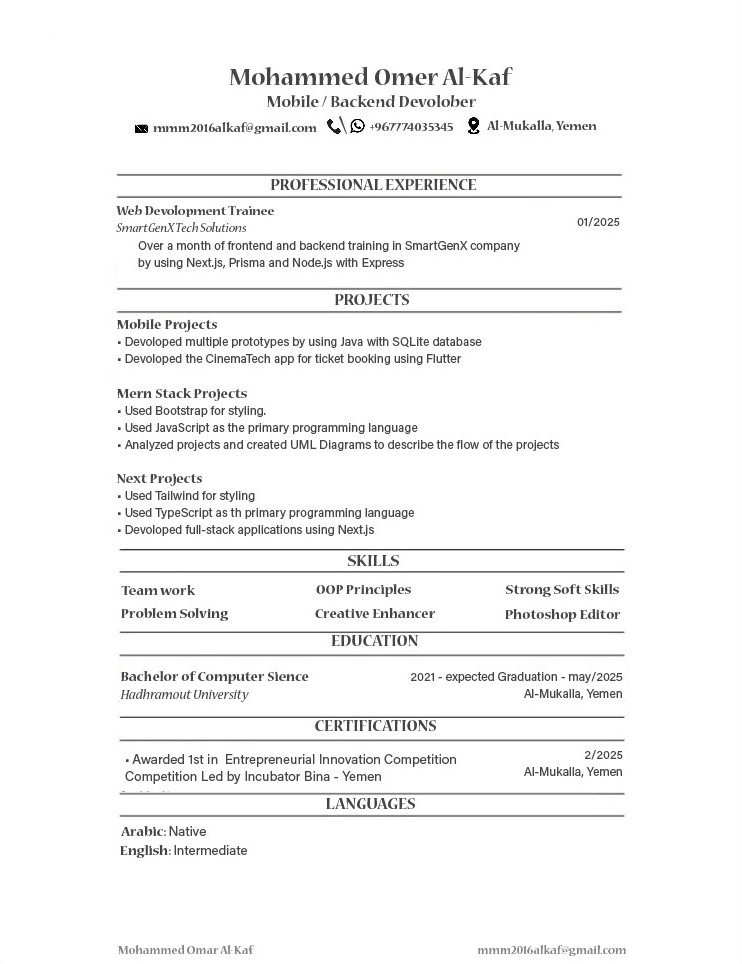 Mohammed Omer Al-Kaf
Mobile / Backend Devolober
mmm2016alkaf@gmail.com +967774035345 Al-Mukalla, Yemen
PROFESSIONAL EXPERIENCE
Web Devolopment Trainee
01/2025
SmartGenX Tech Solutions
Over a month of frontend and backend training in SmartGenX company
by using Next.js, Prisma and Node.js with Express
PROJECTS
Mobile Projects
• Devoloped multiple prototypes by using Java with SQLite database
• Devoloped the CinemaTech app for ticket booking using Flutter
Mern Stack Projects
• Used Bootstrap for styling.
• Used JavaScript as the primary programming language
• Analyzed projects and created UML Diagrams to describe the flow of the projects
Next Projects
• Used Tailwind for styling
• Used TypeScript as th primary programming language
• Devoloped full-stack applications using Next.js
SKILLS
Team work OOP Principles Strong Soft Skills
Problem Solving Creative Enhancer Photoshop Editor
EDUCATION
Bachelor of Computer Sience 2021 - expected Graduation - may/2025
Hadhramout University Al-Mukalla, Yemen
CERTIFICATIONS
• Awarded 1st in Entrepreneurial Innovation Competition 2/2025
Competition Led by Incubator Bina - Yemen Al-Mukalla, Yemen
LANGUAGES
Arabic: Native
English: Intermediate
Mohammed Omar Al-Kaf mmm2016alkaf@gmail.com